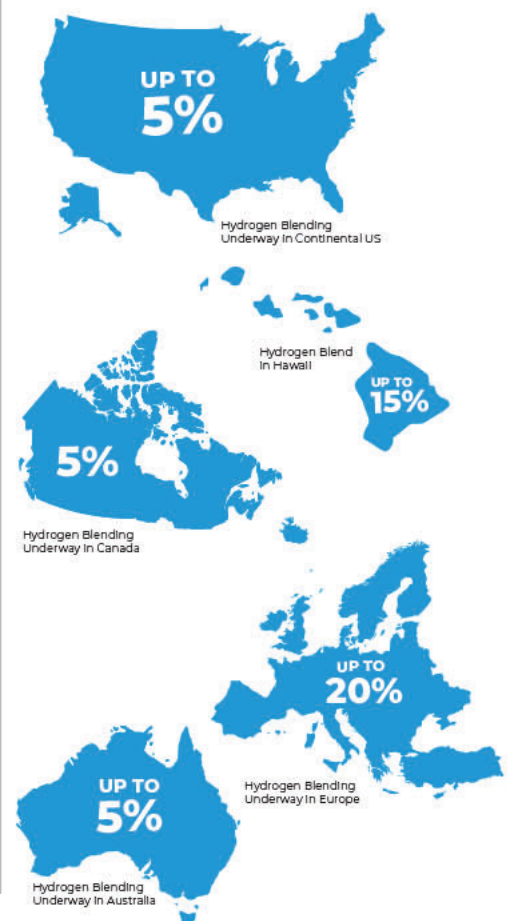 UP TO
5%
Hydrogen Blending
Underway in Continental US
Hydrogen Blend
in Hawaii
UP TO
15%
5%
Hydrogen Blending
Underway in Canada
UP TO
20%
Hydrogen Blending
Underway in Europe
UP TO
5%
Hydrogen Blending
Underway in Australia